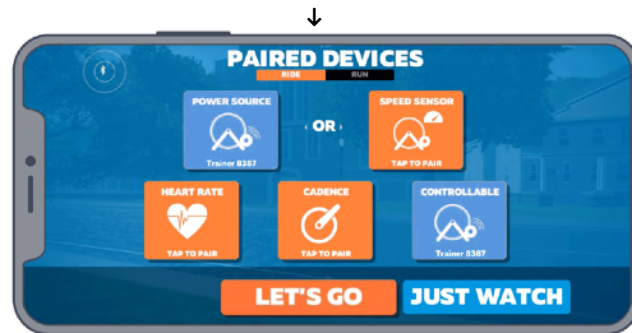 PAIRED DEVICES
RIDE RUN
POWER SOURCE
Trainer 8387
OR
SPEED SENSOR
TAP TO PAIR
HEART RATE
TAP TO PAIR
CADENCE
TAP TO PAIR
CONTROLLABLE
Trainer 8387
LET'S GO
JUST WATCH